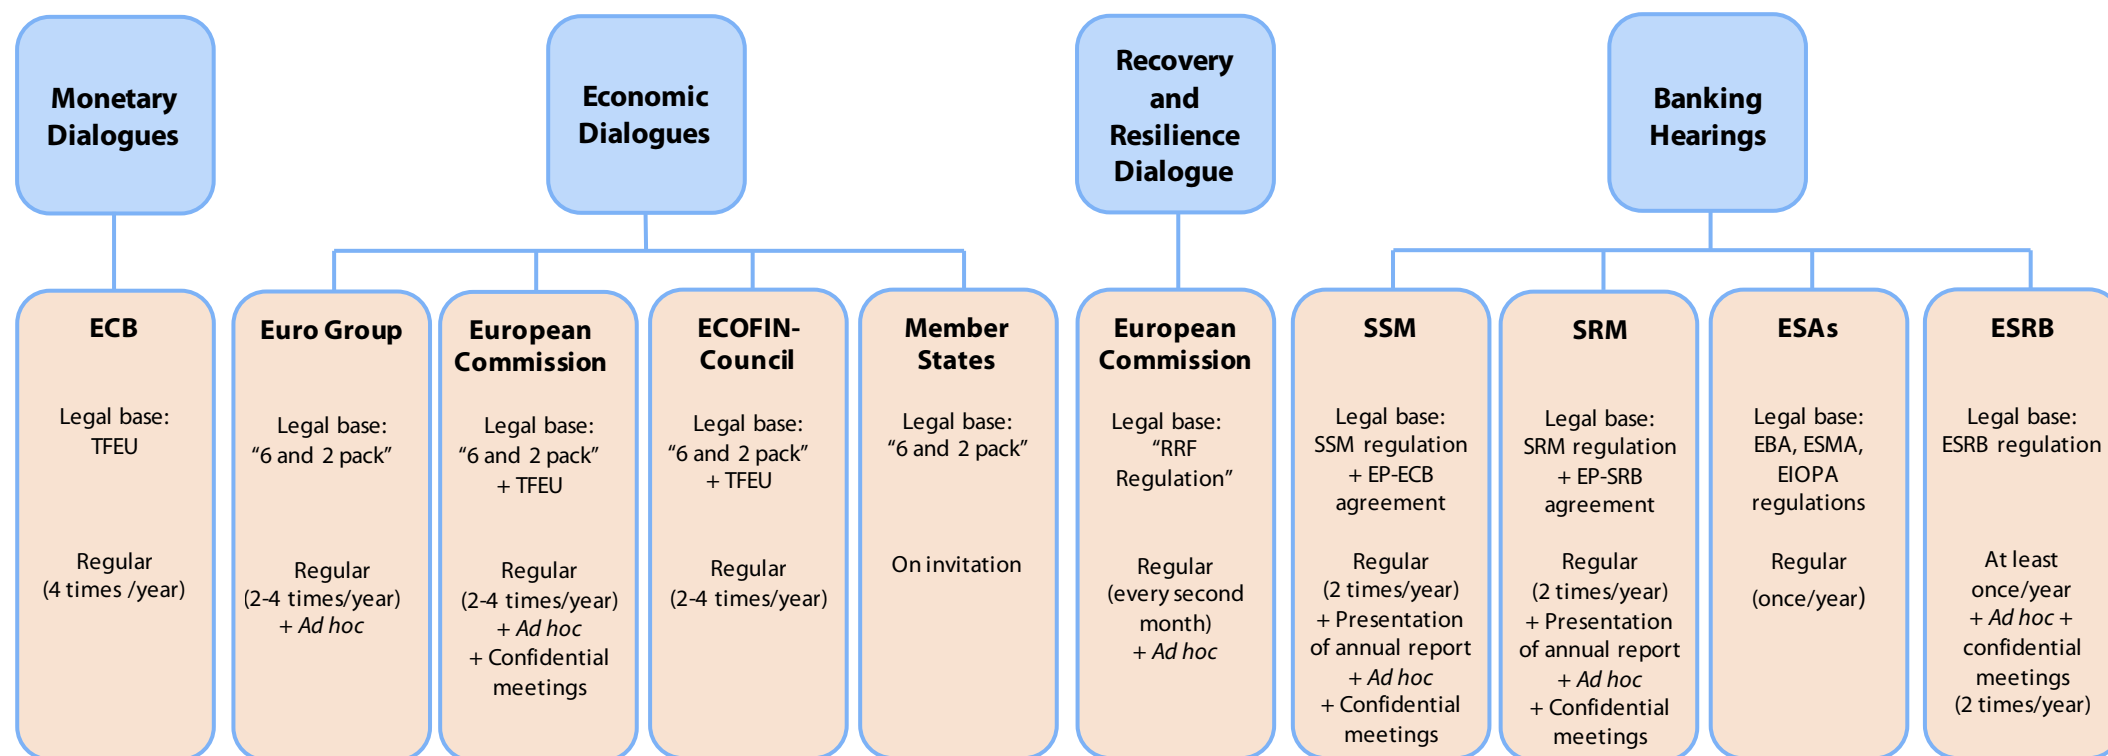 Monetary
Dialogues
Economic
Dialogues
Recovery
and
Resilience
Dialogue
Banking
Hearings
ECB
Legal base:
TFEU
Regular
(4 times /year)
Euro Group
Legal base:
“6 and 2 pack”
Regular
(2-4 times/year)
+ Ad hoc
European
Commission
Legal base:
“6 and 2 pack”
+ TFEU
Regular
(2-4 times/year)
+ Ad hoc
+ Confidential
meetings
ECOFIN-
Council
Legal base:
“6 and 2 pack”
+ TFEU
Regular
(2-4 times/year)
Member
States
Legal base:
“6 and 2 pack”
On invitation
European
Commission
Legal base:
“RRF
Regulation”
Regular
(every second
month)
+ Ad hoc
SSM
Legal base:
SSM regulation
+ EP-ECB
agreement
Regular
(2 times/year)
+ Presentation
of annual report
+ Ad hoc
+ Confidential
meetings
SRM
Legal base:
SRM regulation
+ EP-SRB
agreement
Regular
(2 times/year)
+ Presentation
of annual report
+ Ad hoc
+ Confidential
meetings
ESAs
Legal base:
EBA, ESMA,
EIOPA
regulations
Regular
(once/year)
ESRB
Legal base:
ESRB regulation
At least
once/year
+ Ad hoc +
confidential
meetings
(2 times/year)